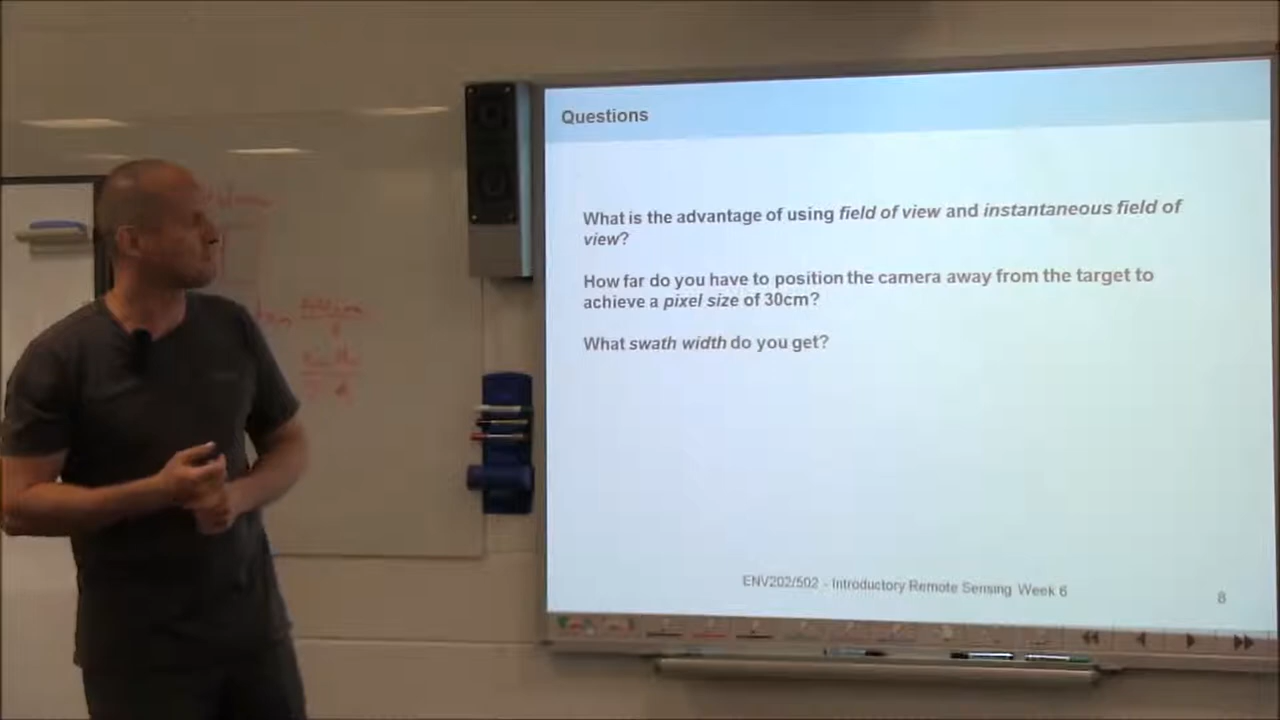 Questions
What is the advantage of using field of view and instantaneous field of
view?
How far do you have to position the camera away from the target to
achieve a pixel size of 30cm?
What swath width do you get?
ENV202/502 - Introductory Remote Sensing Week 6
8